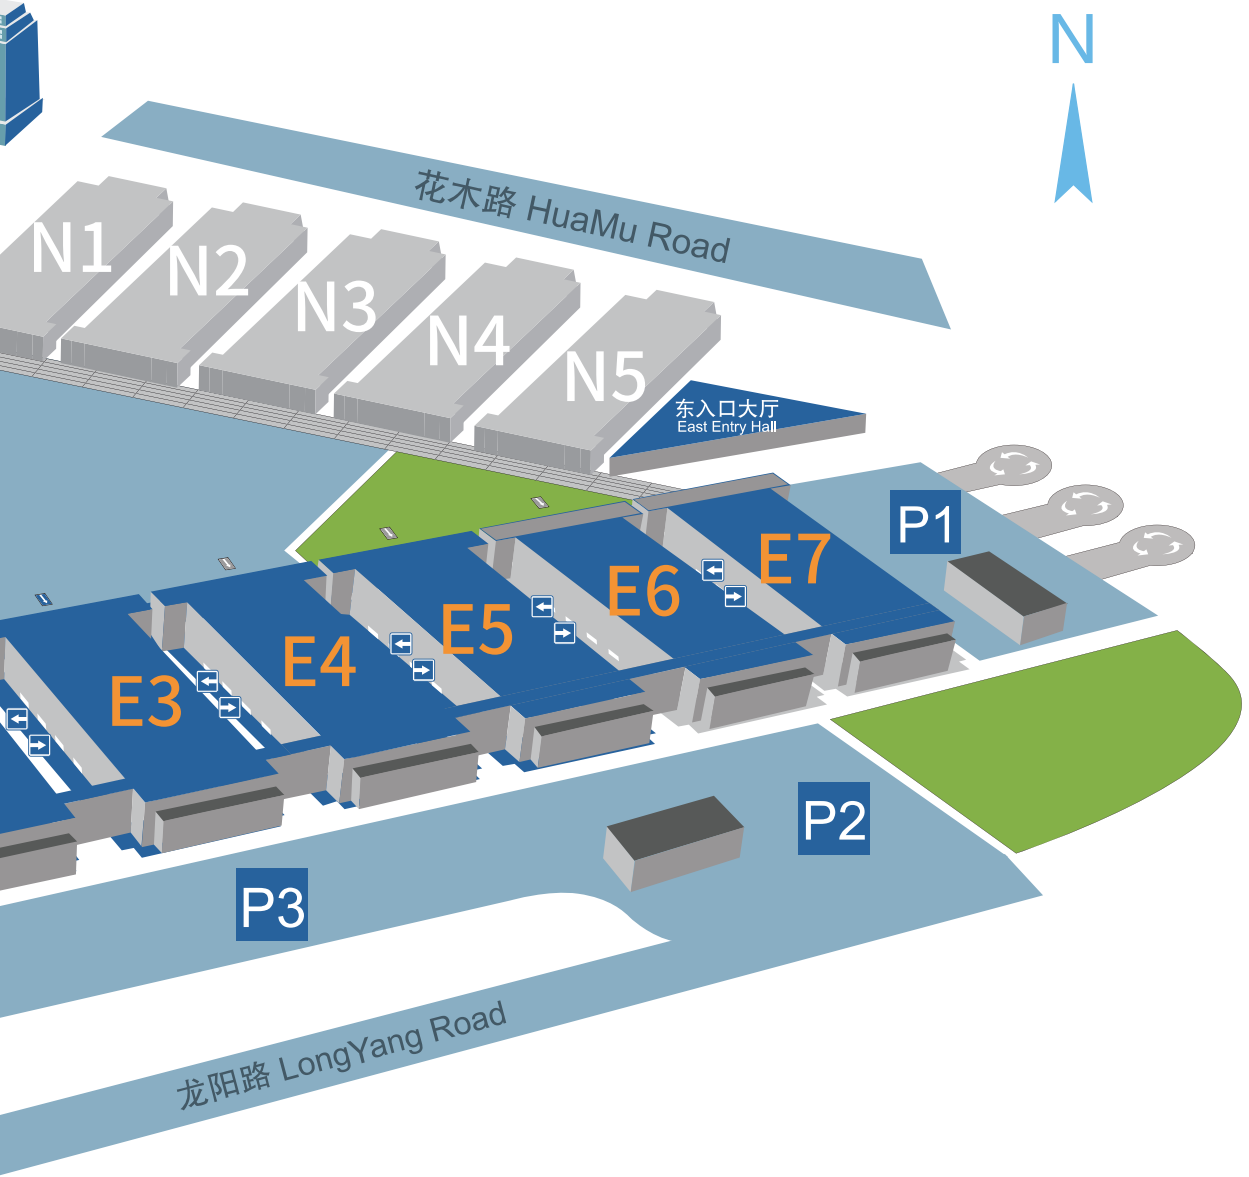 N
花木路 HuaMu Road
N1
N2
N3
N4
N5
东入口大厅
East Entry Hall
P1
E7
E6
E5
E4
E3
P2
P3
龙阳路 LongYang Road